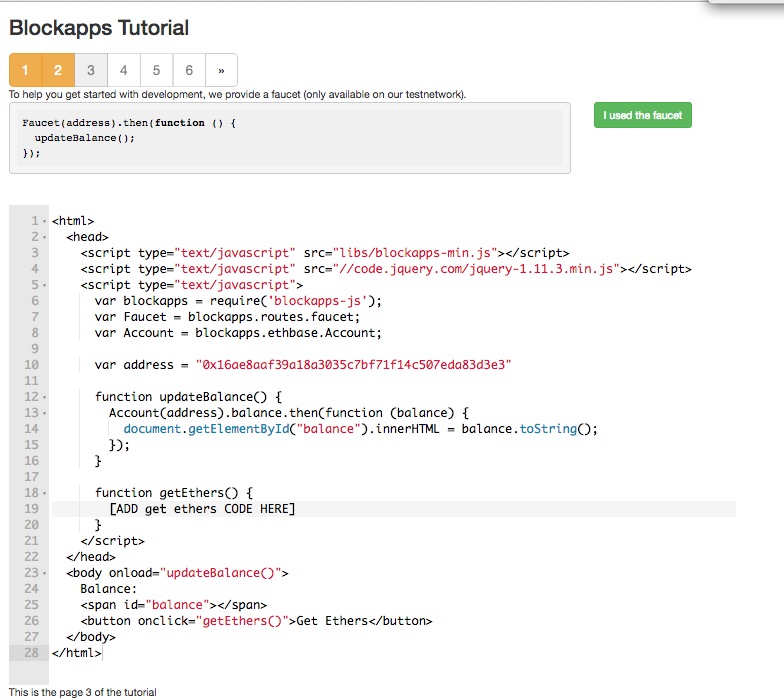 Blockapps Tutorial
1 2 3 4 5 6 »
To help you get started with development, we provide a faucet (only available on our testnetwork).
Faucet(address).then(function () {
  updateBalance();
});
I used the faucet
1 <html>
2   <head>
3     <script type="text/javascript" src="libs/blockapps-min.js"></script>
4     <script type="text/javascript" src="//code.jquery.com/jquery-1.11.3.min.js"></script>
5     <script type="text/javascript">
6       var blockapps = require('blockapps-js');
7       var Faucet = blockapps.routes.faucet;
8       var Account = blockapps.ethbase.Account;
9
10       var address = "0x16ae8aaf39a18a3035c7bf71f14c507eda83d3e3"
11
12       function updateBalance() {
13         Account(address).balance.then(function (balance) {
14           document.getElementById("balance").innerHTML = balance.toString();
15         });
16       }
17
18       function getEthers() {
19         [ADD get ethers CODE HERE]
20       }
21     </script>
22   </head>
23   <body onload="updateBalance()">
24     Balance:
25     <span id="balance"></span>
26     <button onclick="getEthers()">Get Ethers</button>
27   </body>
28 </html>
This is the page 3 of the tutorial